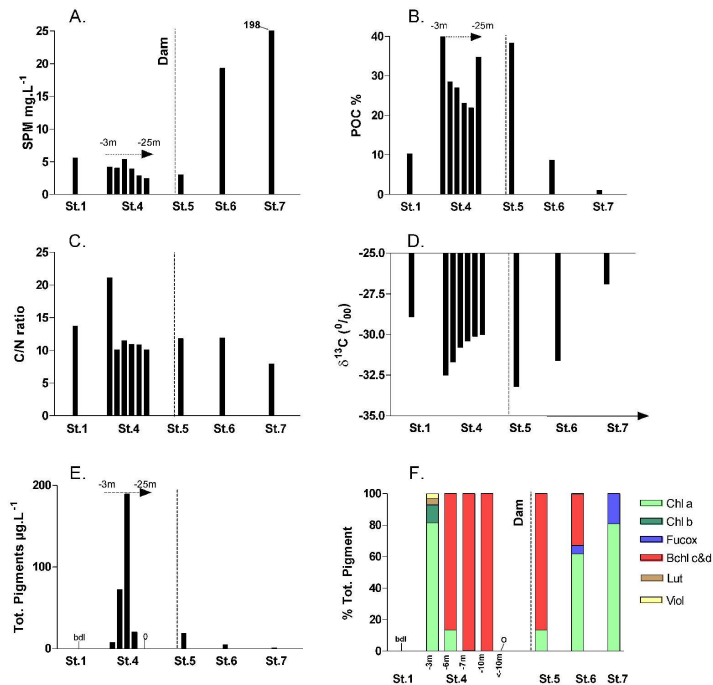 A.
198
25
20
15
10
5
0
SPM mg.L-1
-3m
-25m
Dam
St.1
St.4
St.5
St.6
St.7
B.
-3m
-25m
40
30
20
10
0
POC %
St.1
St.4
St.5
St.6
St.7
C.
25
20
15
10
5
0
C/N ratio
St.1
St.4
St.5
St.6
St.7
D.
-25.0
-27.5
-30.0
-32.5
-35.0
δ13C (0/00)
St.1
St.4
St.5
St.6
St.7
E.
-3m
-25m
200
100
0
Tot. Pigments µg.L-1
bdl
0
St.1
St.4
St.5
St.6
St.7
F.
100
80
60
40
20
0
% Tot. Pigment
Dam
bdl
O
-3m
-6m
-7m
-10m
<-10m
St.1
St.4
St.5
St.6
St.7
Chl a
Chl b
Fucox
Bchl c&d
Lut
Viol